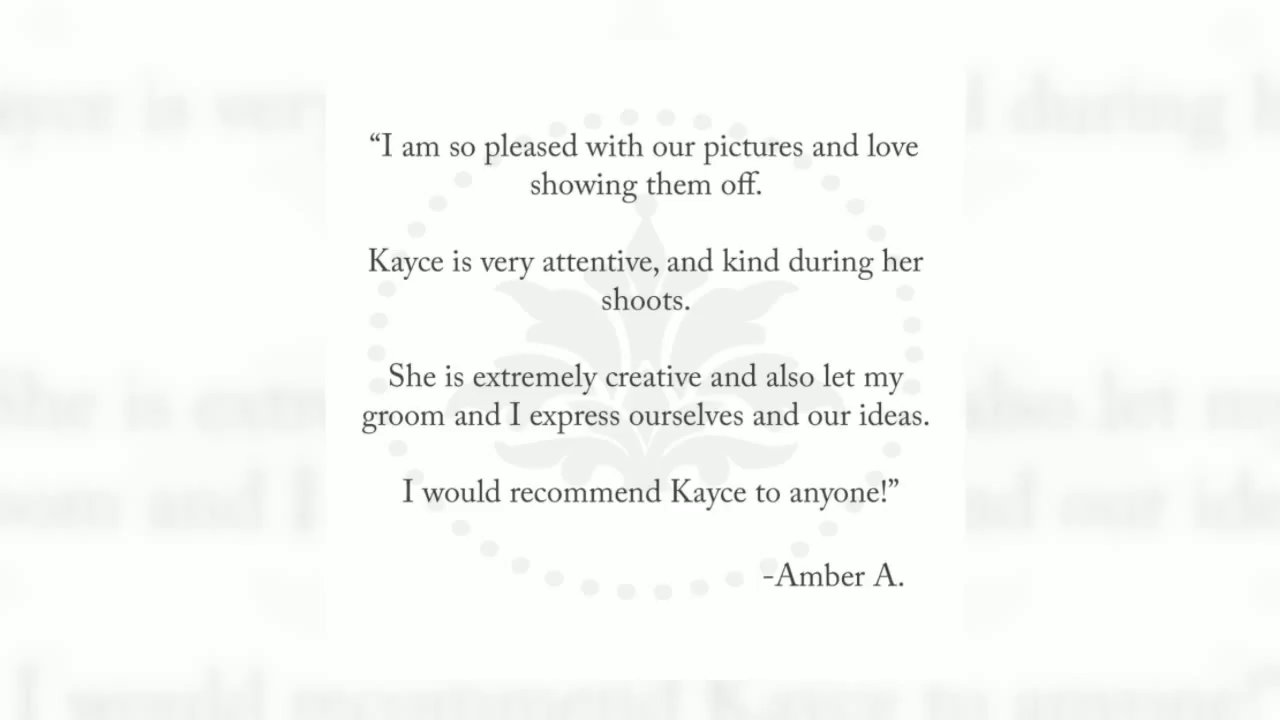 “I am so pleased with our pictures and love
showing them off.
Kayce is very attentive, and kind during her
shoots.
She is extremely creative and also let my
groom and I express ourselves and our ideas.
I would recommend Kayce to anyone!”
-Amber A.